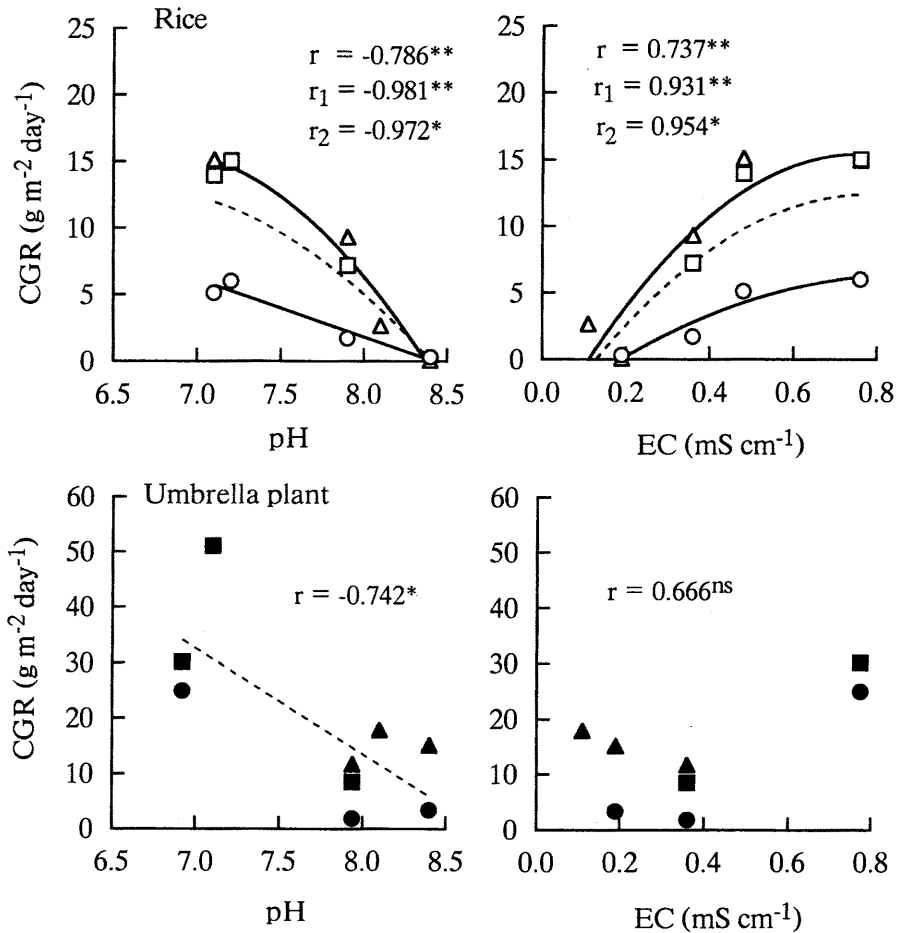 Rice
25
20
15
10
5
0
CGR (g m⁻² day⁻¹)
r = -0.786**
r₁ = -0.981**
r₂ = -0.972*
6.5 7.0 7.5 8.0 8.5
pH
25
20
15
10
5
0
r = 0.737**
r₁ = 0.931**
r₂ = 0.954*
0.0 0.2 0.4 0.6 0.8
EC (mS cm⁻¹)
Umbrella plant
60
50
40
30
20
10
0
CGR (g m⁻² day⁻¹)
r = -0.742*
6.5 7.0 7.5 8.0 8.5
pH
60
50
40
30
20
10
0
r = 0.666ⁿˢ
0.0 0.2 0.4 0.6 0.8
EC (mS cm⁻¹)